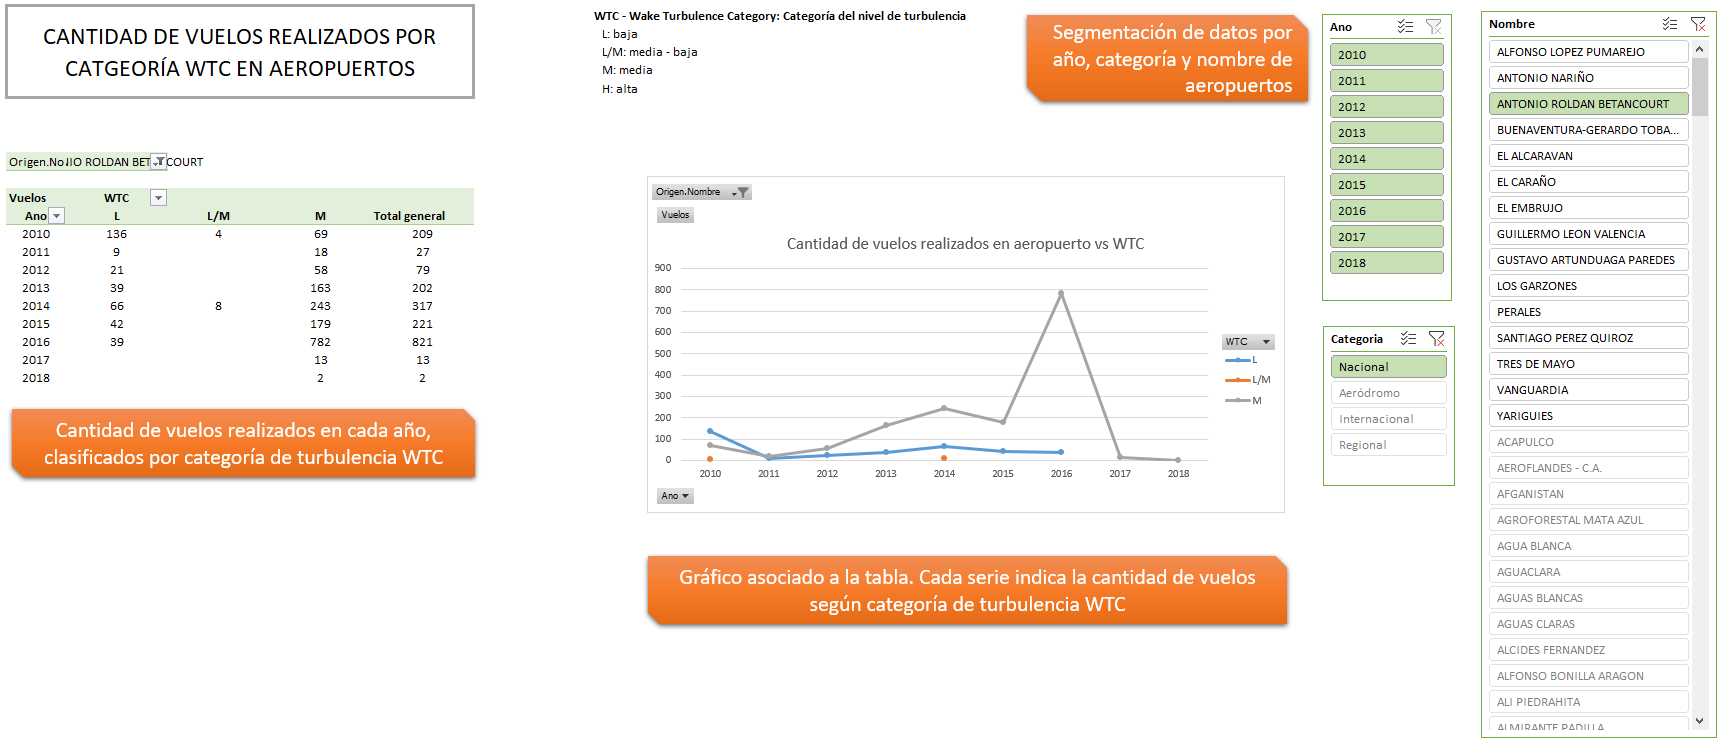 CANTIDAD DE VUELOS REALIZADOS POR
CATGEORÍA WTC EN AEROPUERTOS
WTC - Wake Turbulence Category: Categoría del nivel de turbulencia
L: baja
L/M: media - baja
M: media
H: alta
Segmentación de datos por
año, categoría y nombre de
aeropuertos
Origen.No IO ROLDAN BET COURT
Vuelos WTC
Ano L L/M M Total general
2010 136 4 69 209
2011 9 18 27
2012 21 58 79
2013 39 163 202
2014 66 8 243 317
2015 42 179 221
2016 39 782 821
2017 13 13
2018 2 2
Cantidad de vuelos realizados en cada año,
clasificados por categoría de turbulencia WTC
Origen.Nombre
Vuelos
Cantidad de vuelos realizados en aeropuerto vs WTC
900
800
700
600
500
400
300
200
100
0
2010 2011 2012 2013 2014 2015 2016 2017 2018
WTC
L
L/M
M
Ano
Gráfico asociado a la tabla. Cada serie indica la cantidad de vuelos
según categoría de turbulencia WTC
Ano
2010
2011
2012
2013
2014
2015
2016
2017
2018
Categoria
Nacional
Aeródromo
Internacional
Regional
Nombre
ALFONSO LOPEZ PUMAREJO
ANTONIO NARIÑO
ANTONIO ROLDAN BETANCOURT
BUENAVENTURA-GERARDO TOBA...
EL ALCARAVAN
EL CARAÑO
EL EMBRUJO
GUILLERMO LEON VALENCIA
GUSTAVO ARTUNDUAGA PAREDES
LOS GARZONES
PERALES
SANTIAGO PEREZ QUIROZ
TRES DE MAYO
VANGUARDIA
YARIGUIES
ACAPULCO
AEROFLANDES - C.A.
AFGANISTAN
AGROFORESTAL MATA AZUL
AGUA BLANCA
AGUACLARA
AGUAS BLANCAS
AGUAS CLARAS
ALCIDES FERNANDEZ
ALFONSO BONILLA ARAGON
ALI PIEDRAHITA
ALMIRANTE PADILLA